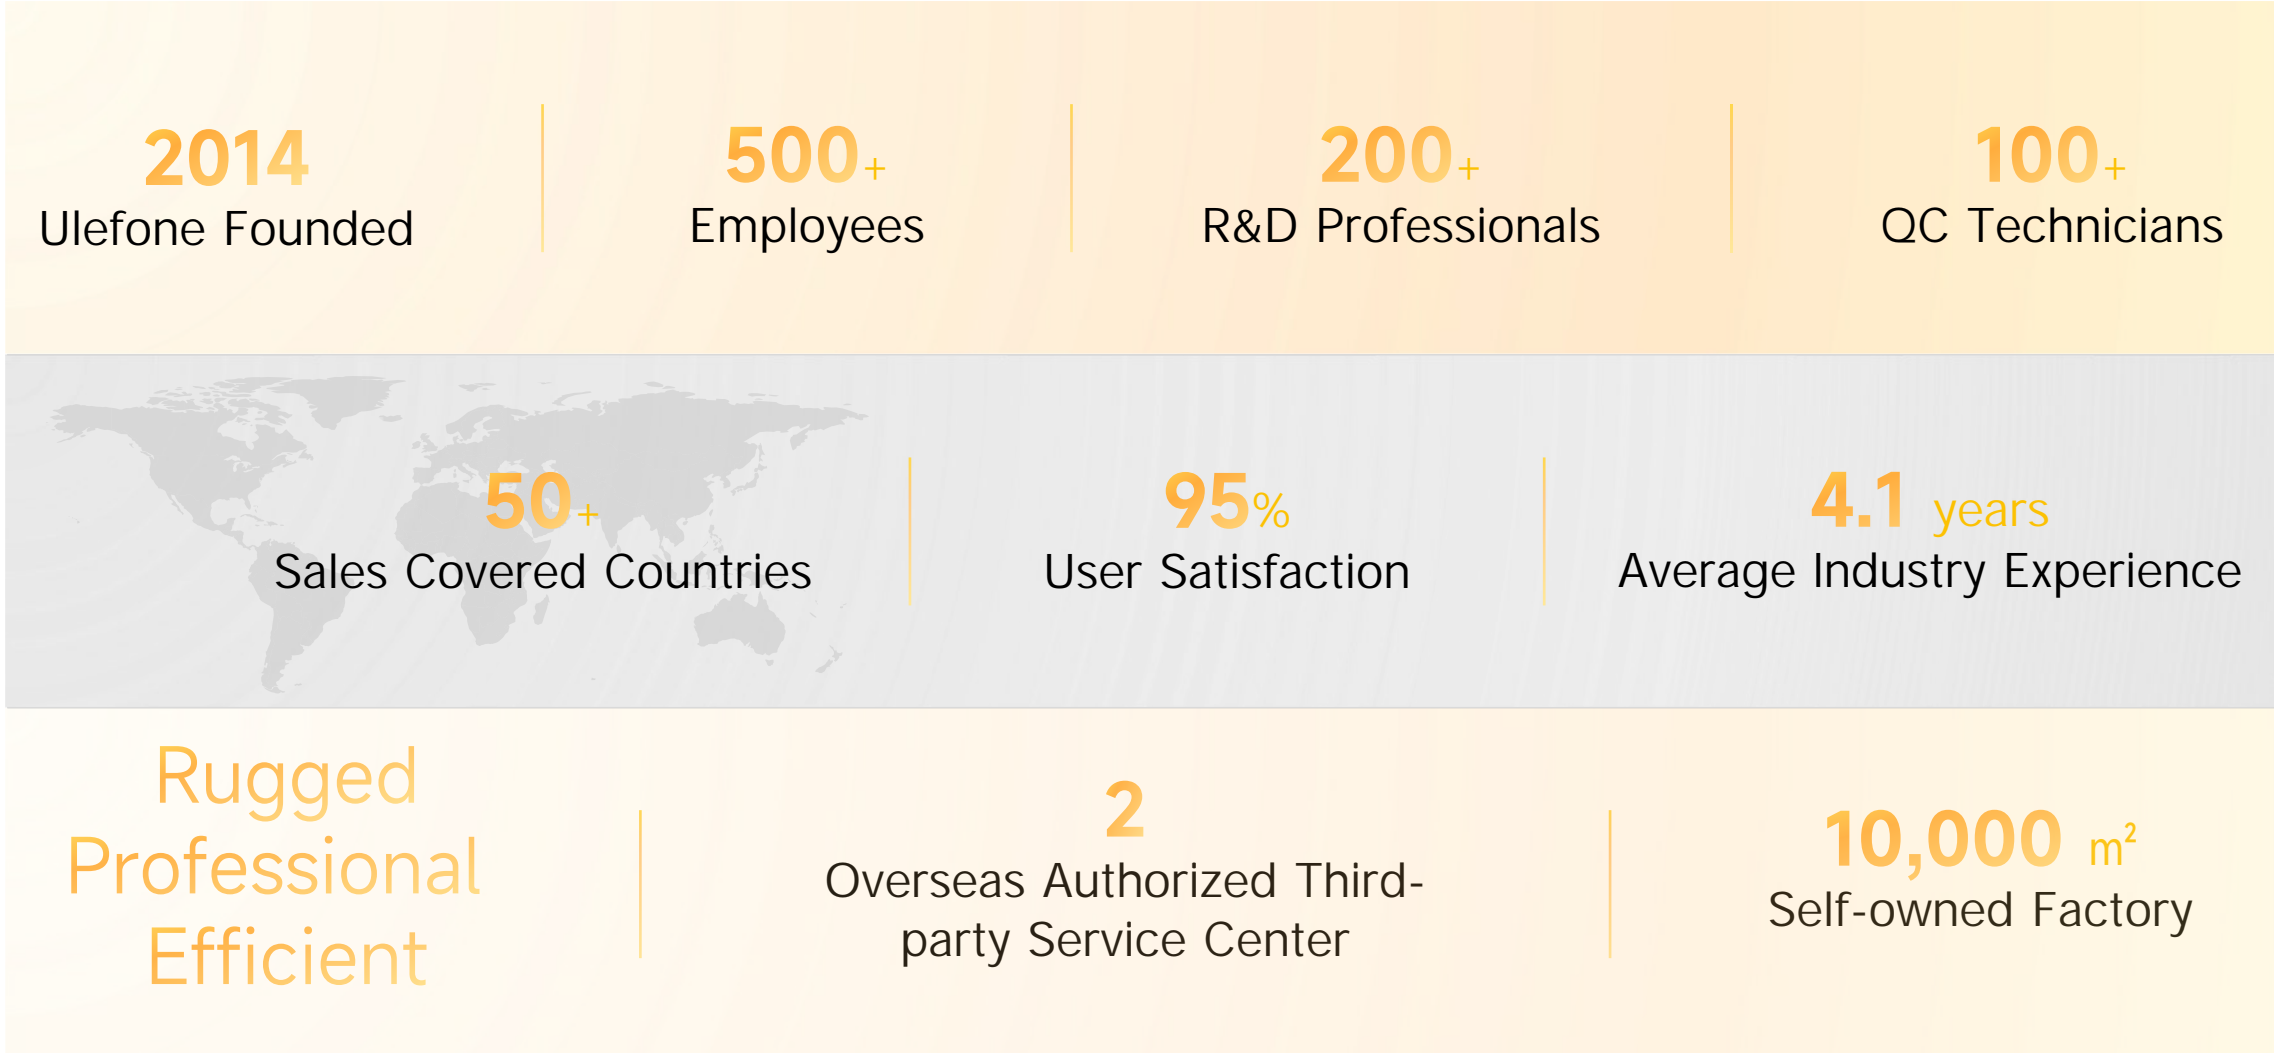 2014
Ulefone Founded
500+
Employees
200+
R&D Professionals
100+
QC Technicians
50+
Sales Covered Countries
95%
User Satisfaction
4.1 years
Average Industry Experience
Rugged
Professional
Efficient
2
Overseas Authorized Third-
party Service Center
10,000 m²
Self-owned Factory